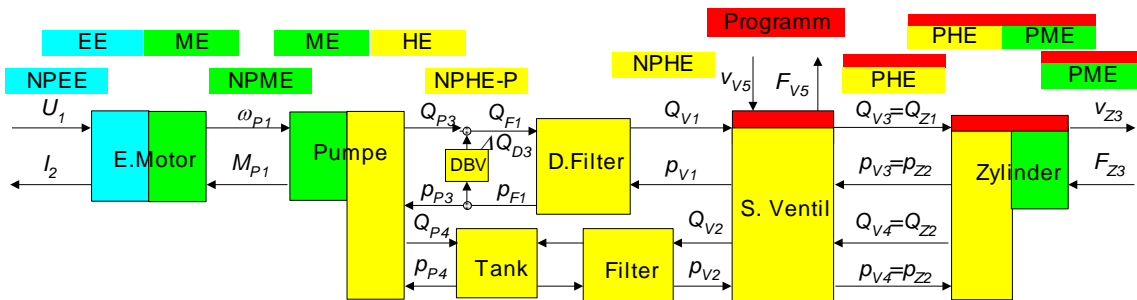 Programm
EE ME ME HE PHE PME
NPEE NPME NPHE-P NPHE PHE PME
v_V5 F_V5
U_1 ω_P1 Q_P3 Q_F1 Q_V1 Q_V3=Q_Z1 v_Z3
E.Motor Pumpe ΔQ_D3 DBV D.Filter S. Ventil Zylinder
I_2 M_P1 p_P3 p_F1 p_V1 p_V3=p_Z2 F_Z3
Q_P4 Q_V2 Q_V4=Q_Z2
Tank Filter
p_P4 p_V2 p_V4=p_Z2